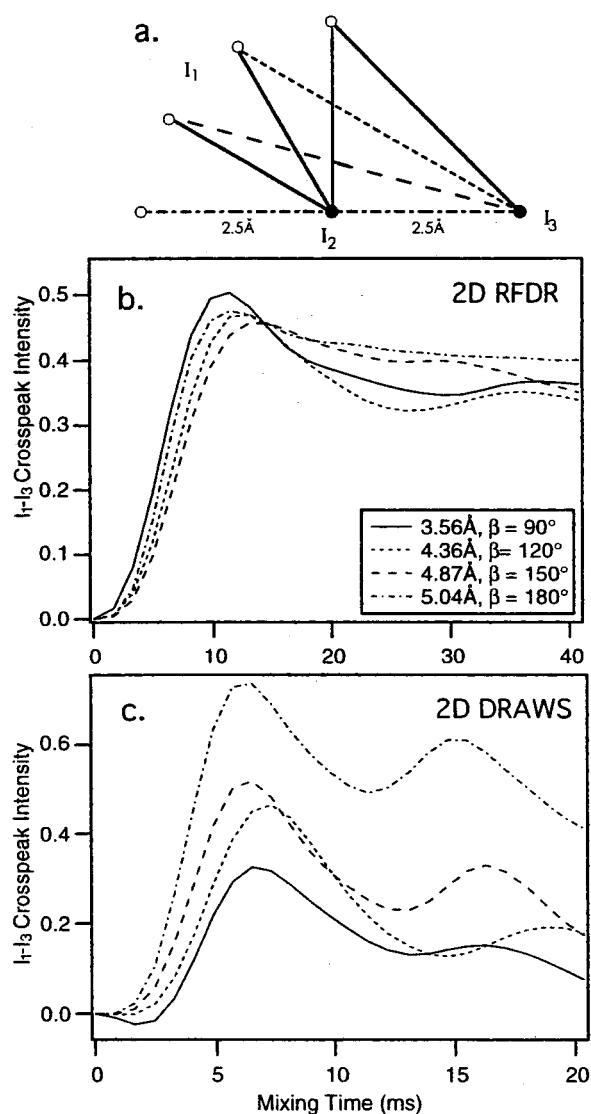 a.
I1
2.5Å
I2
2.5Å
I3
b.
2D RFDR
I1-I3 Crosspeak Intensity
0.5
0.4
0.3
0.2
0.1
0.0
3.56Å, β = 90°
4.36Å, β= 120°
4.87Å, β = 150°
5.04Å, β = 180°
0
10
20
30
40
c.
2D DRAWS
I1-I3 Crosspeak Intensity
0.6
0.4
0.2
0.0
0
5
10
15
20
Mixing Time (ms)